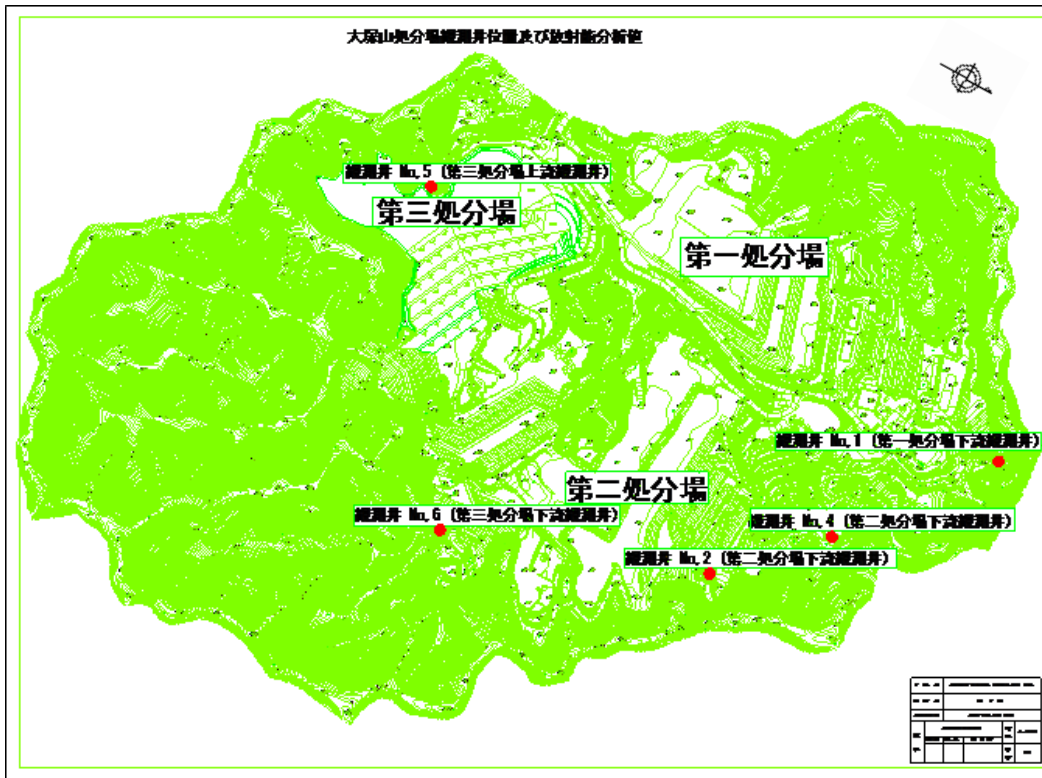 大塚山処分場観測井位置及び放射能分析値
観測井 No.5 (第三処分場上流観測井)
第三処分場
第一処分場
観測井 No.1 (第一処分場下流観測井)
第二処分場
観測井 No.6 (第三処分場下流観測井)
観測井 No.4 (第二処分場下流観測井)
観測井 No.2 (第二処分場下流観測井)